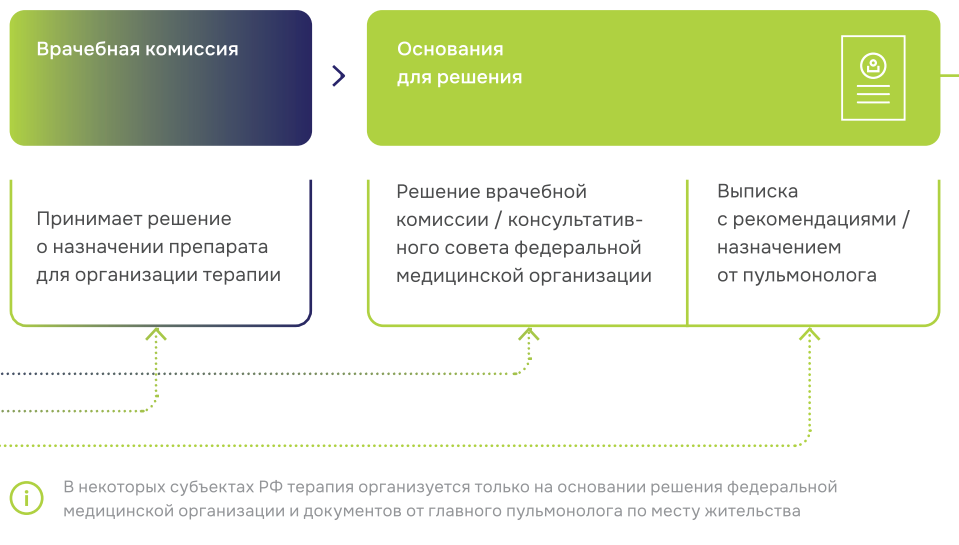 Врачебная комиссия
Принимает решение
о назначении препарата
для организации терапии
Основания
для решения
Решение врачебной
комиссии / консультатив-
ного совета федеральной
медицинской организации
Выписка
с рекомендациями /
назначением
от пульмонолога
В некоторых субъектах РФ терапия организуется только на основании решения федеральной
медицинской организации и документов от главного пульмонолога по месту жительства